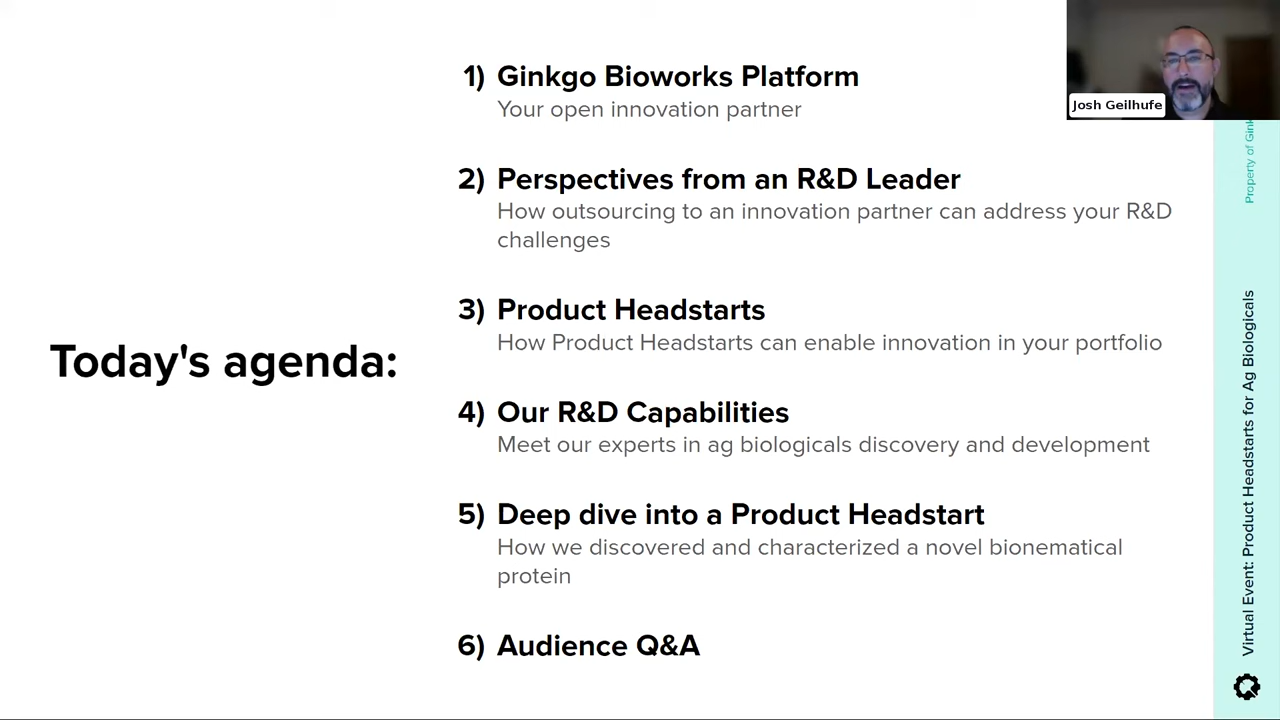 Today's agenda:
1) Ginkgo Bioworks Platform
Your open innovation partner
2) Perspectives from an R&D Leader
How outsourcing to an innovation partner can address your R&D
challenges
3) Product Headstarts
How Product Headstarts can enable innovation in your portfolio
4) Our R&D Capabilities
Meet our experts in ag biologicals discovery and development
5) Deep dive into a Product Headstart
How we discovered and characterized a novel bionematical
protein
6) Audience Q&A
Josh Geilhufe
Property of
Virtual Event: Product Headstarts for Ag Biologicals